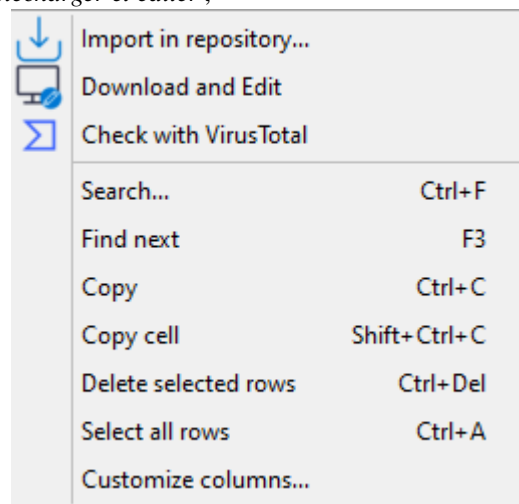 Import in repository...
Download and Edit
Check with VirusTotal
Search... Ctrl+F
Find next F3
Copy Ctrl+C
Copy cell Shift+Ctrl+C
Delete selected rows Ctrl+Del
Select all rows Ctrl+A
Customize columns...